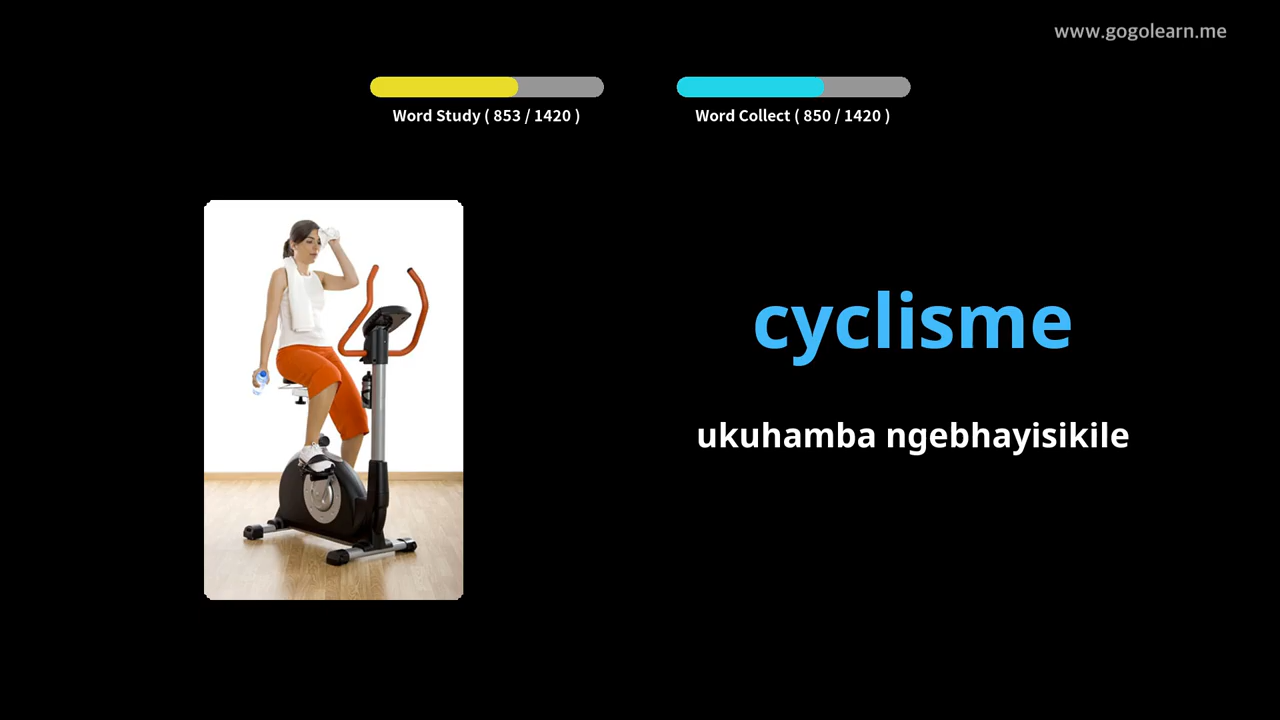 www.gogolearn.me
Word Study ( 853 / 1420 )
Word Collect ( 850 / 1420 )
cyclisme
ukuhamba ngebhayisikile